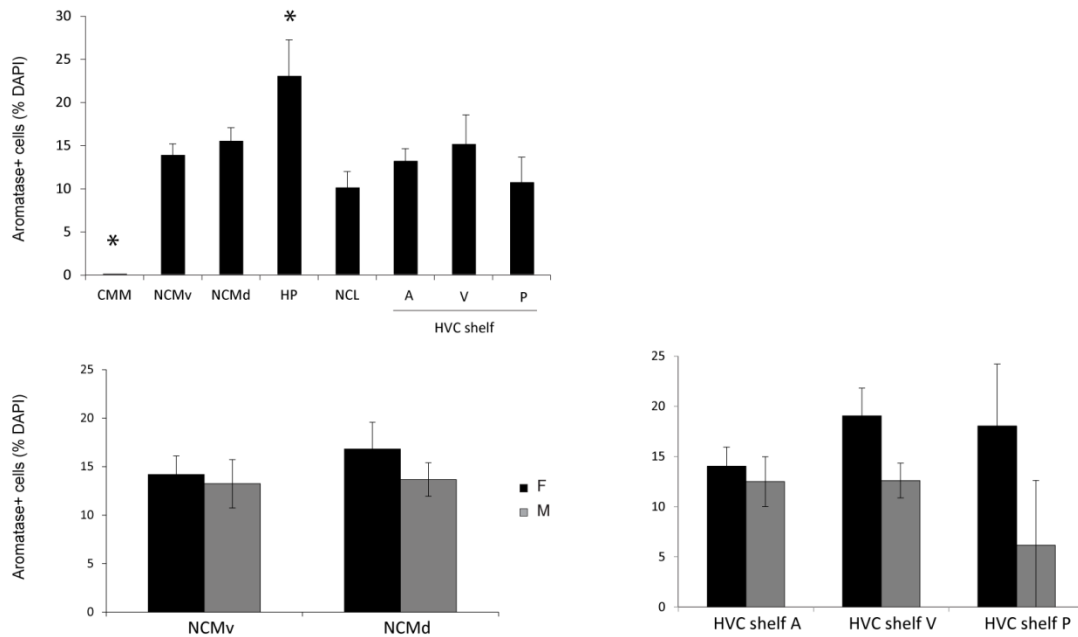 Aromatase+ cells (% DAPI)
30
25
20
15
10
5
0
*
*
CMM NCMv NCMd HP NCL A V P
HVC shelf
Aromatase+ cells (% DAPI)
25
20
15
10
5
0
NCMv NCMd
F
M
25
20
15
10
5
0
HVC shelf A HVC shelf V HVC shelf P